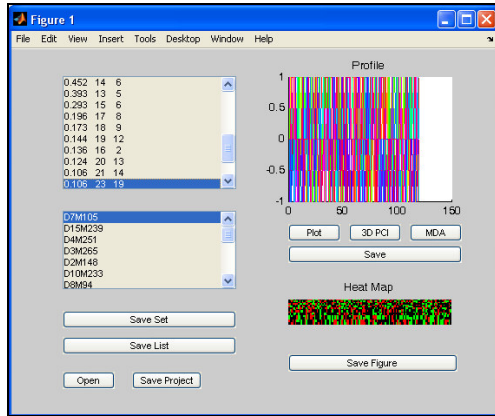 Figure 1
File Edit View Insert Tools Desktop Window Help
0.452 14 6
0.393 13 5
0.293 15 6
0.196 17 8
0.173 18 9
0.144 19 12
0.136 16 2
0.124 20 13
0.106 21 14
0.106 23 19
D7M105
D15M239
D4M251
D3M265
D2M148
D10M233
D8M94
Save Set
Save List
Open Save Project
Profile
1
0.5
0
-0.5
-1
0 50 100 150
Plot 3D PCI MDA
Save
Heat Map
Save Figure